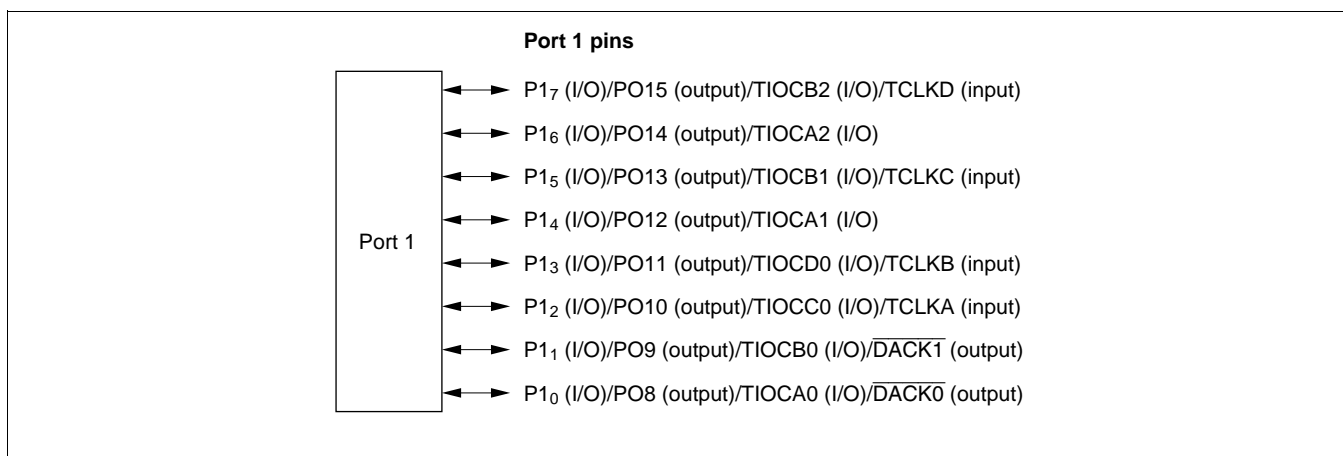 Port 1 pins
P1₇ (I/O)/PO15 (output)/TIOCB2 (I/O)/TCLKD (input)
P1₆ (I/O)/PO14 (output)/TIOCA2 (I/O)
P1₅ (I/O)/PO13 (output)/TIOCB1 (I/O)/TCLKC (input)
P1₄ (I/O)/PO12 (output)/TIOCA1 (I/O)
Port 1
P1₃ (I/O)/PO11 (output)/TIOCD0 (I/O)/TCLKB (input)
P1₂ (I/O)/PO10 (output)/TIOCC0 (I/O)/TCLKA (input)
P1₁ (I/O)/PO9 (output)/TIOCB0 (I/O)/D̅A̅C̅K̅1̅ (output)
P1₀ (I/O)/PO8 (output)/TIOCA0 (I/O)/D̅A̅C̅K̅0̅ (output)